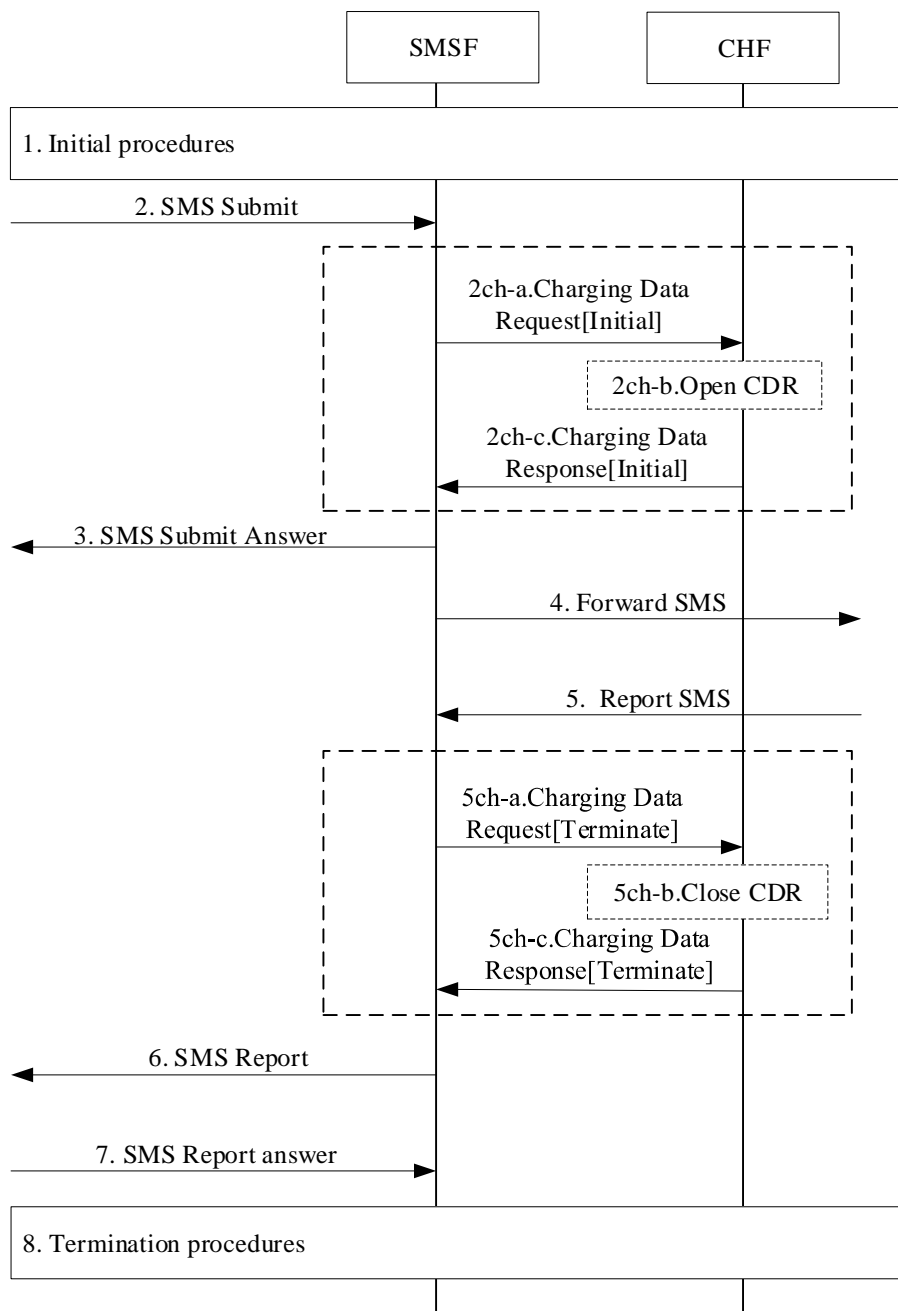 SMSF
CHF
1. Initial procedures
2. SMS Submit
2ch-a.Charging Data
Request[Initial]
2ch-b.Open CDR
2ch-c.Charging Data
Response[Initial]
3. SMS Submit Answer
4. Forward SMS
5. Report SMS
5ch-a.Charging Data
Request[Terminate]
5ch-b.Close CDR
5ch-c.Charging Data
Response[Terminate]
6. SMS Report
7. SMS Report answer
8. Termination procedures